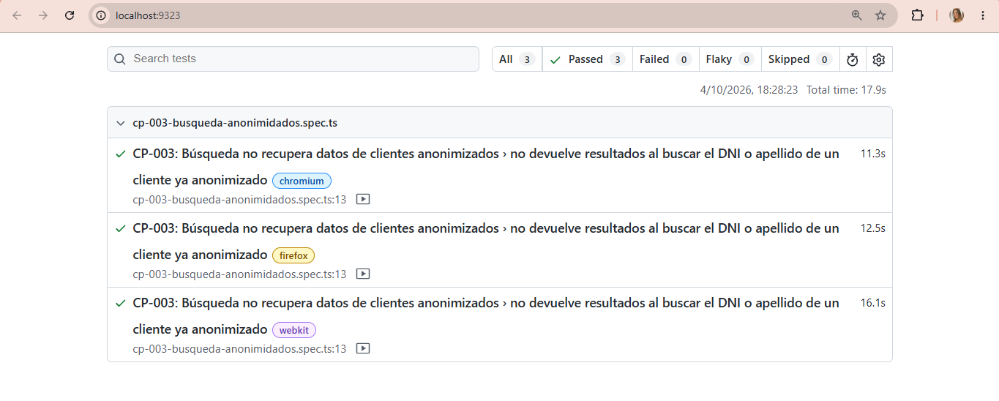 localhost:9323
Search tests
All 3 Passed 3 Failed 0 Flaky 0 Skipped 0
4/10/2026, 18:28:23 Total time: 17.9s
cp-003-busqueda-anonimidados.spec.ts
CP-003: Búsqueda no recupera datos de clientes anonimizados › no devuelve resultados al buscar el DNI o apellido de un 11.3s
cliente ya anonimizado chromium
cp-003-busqueda-anonimidados.spec.ts:13
CP-003: Búsqueda no recupera datos de clientes anonimizados › no devuelve resultados al buscar el DNI o apellido de un 12.5s
cliente ya anonimizado firefox
cp-003-busqueda-anonimidados.spec.ts:13
CP-003: Búsqueda no recupera datos de clientes anonimizados › no devuelve resultados al buscar el DNI o apellido de un 16.1s
cliente ya anonimizado webkit
cp-003-busqueda-anonimidados.spec.ts:13